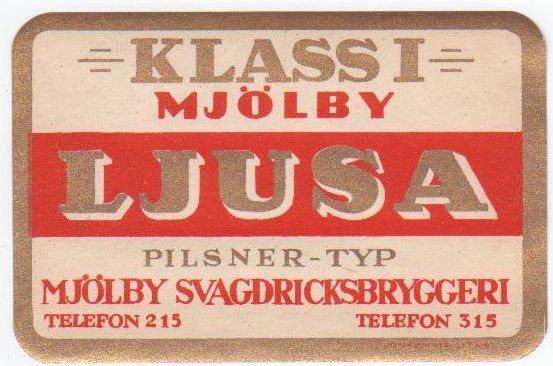 KLASS I
MJÖLBY
LJUSA
PILSNER-TYP
MJÖLBY SVAGDRICKSBRYGGERI
TELEFON 215 TELEFON 315